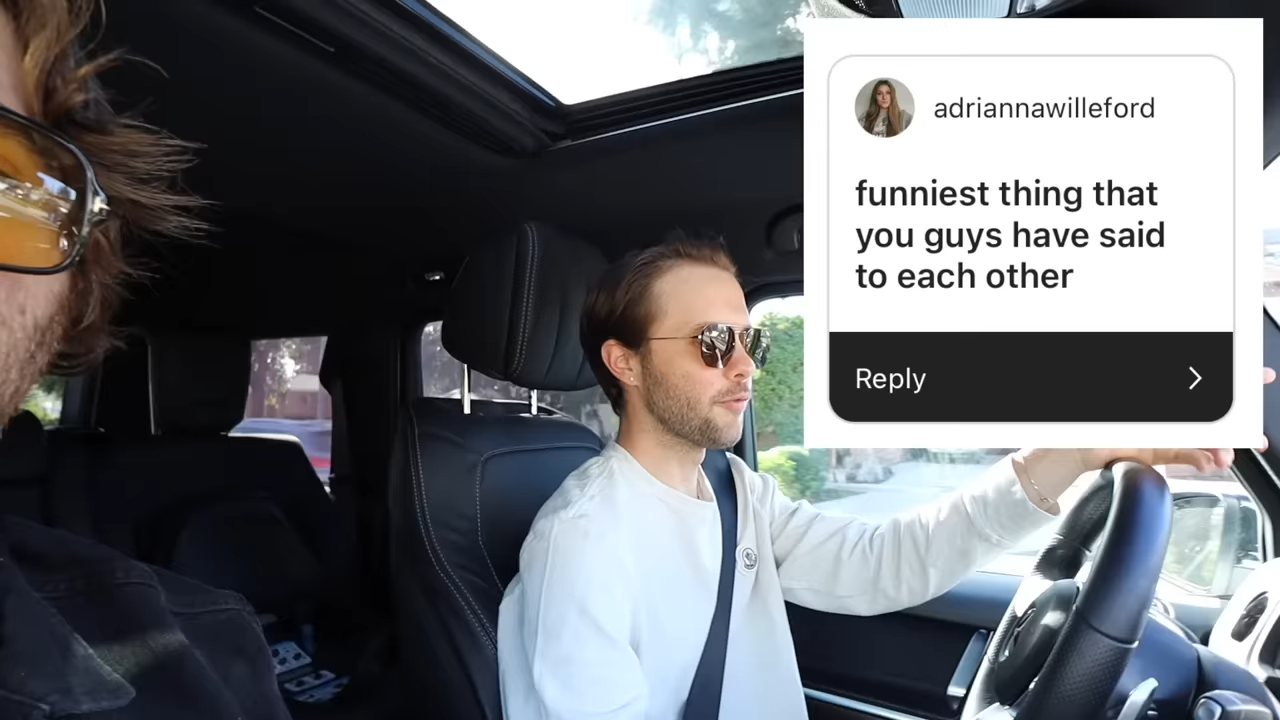 adriannawilleford
funniest thing that
you guys have said
to each other
Reply